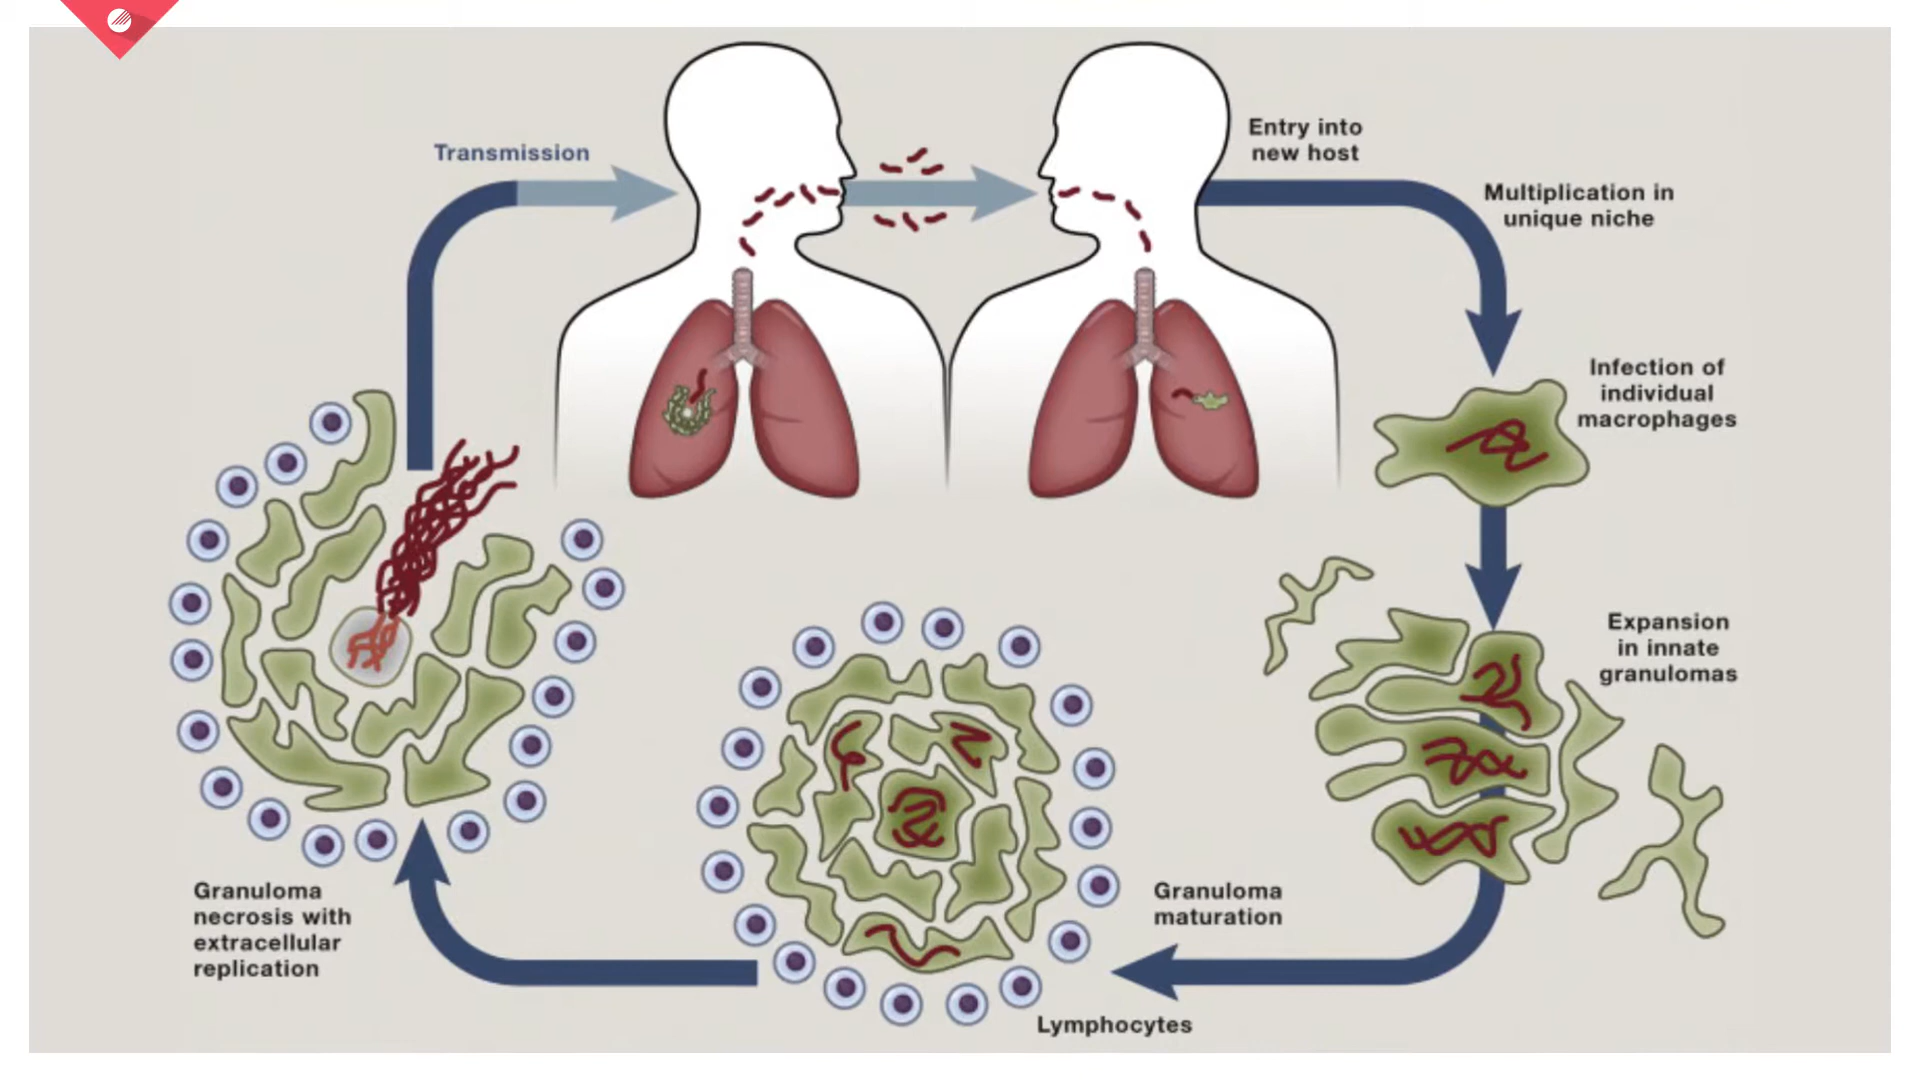 Transmission
Entry into
new host
Multiplication in
unique niche
Infection of
individual
macrophages
Expansion
in innate
granulomas
Granuloma
maturation
Lymphocytes
Granuloma
necrosis with
extracellular
replication